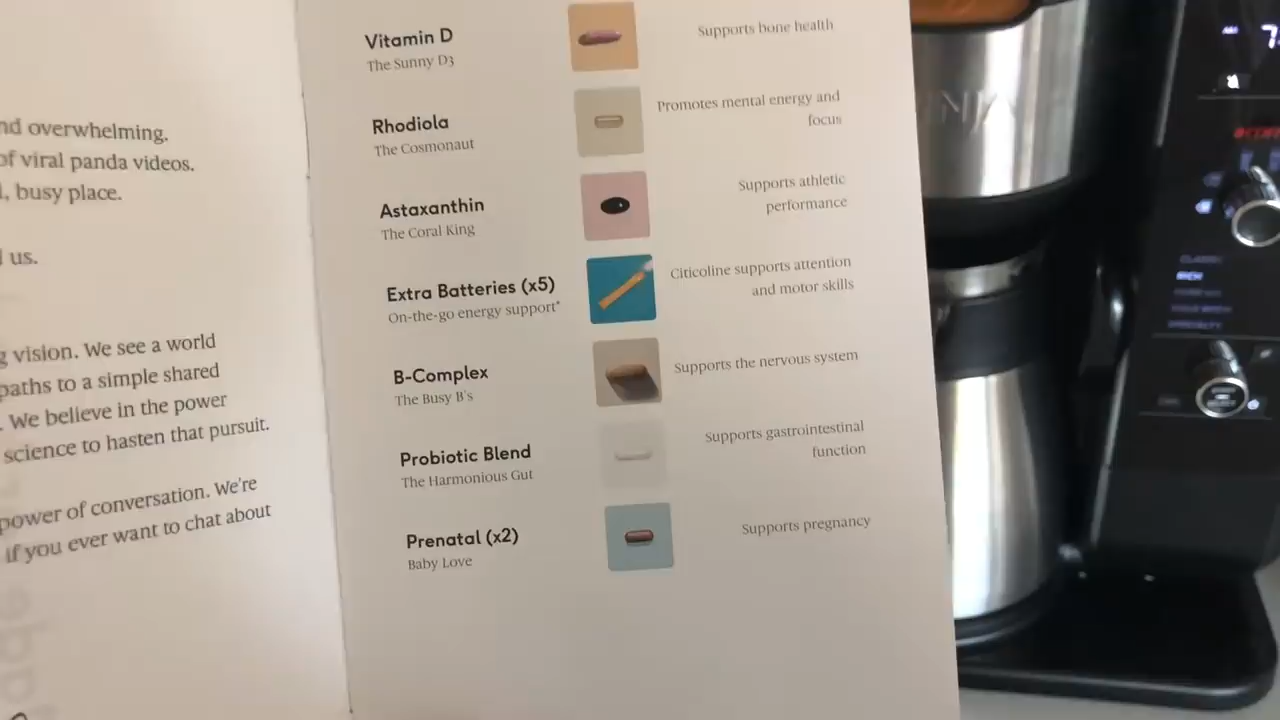 nd overwhelming.
of viral panda videos.
, busy place.
us.
vision. We see a world
paths to a simple shared
. We believe in the power
science to hasten that pursuit.
power of conversation. We're
if you ever want to chat about
Vitamin D
The Sunny D3
Supports bone health
Rhodiola
The Cosmonaut
Promotes mental energy and
focus
Astaxanthin
The Coral King
Supports athletic
performance
Extra Batteries (x5)
On-the-go energy support*
Citicoline supports attention
and motor skills
B-Complex
The Busy B's
Supports the nervous system
Probiotic Blend
The Harmonious Gut
Supports gastrointestinal
function
Prenatal (x2)
Baby Love
Supports pregnancy
CLASSIC
RICH
SPECIALTY